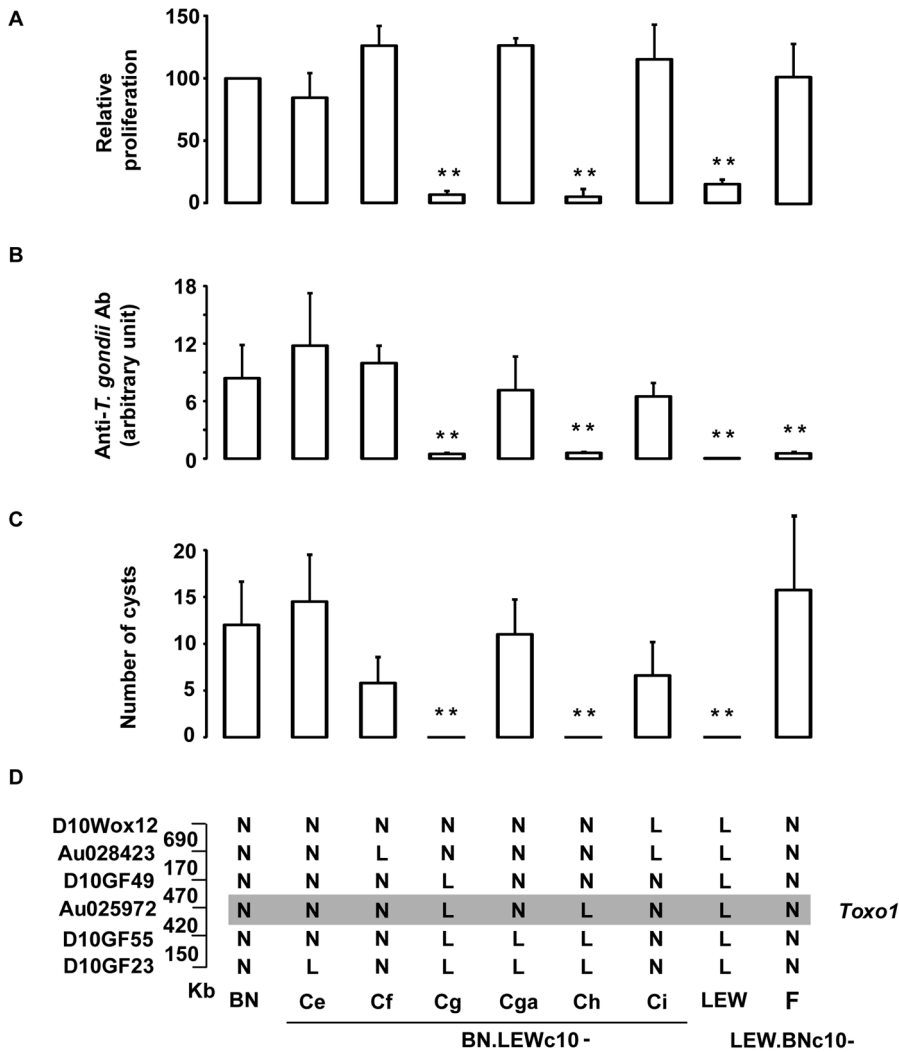 A
Relative
proliferation
150
100
50
0
**
**
**
B
Anti-T. gondii Ab
(arbitrary unit)
18
12
6
0
**
**
**
**
C
Number of cysts
20
15
10
5
0
**
**
**
D
D10Wox12 N N N N N N L L N
690
Au028423 N N L N N N L L N
170
D10GF49 N N N L N N N L N
470
Au025972 N N N L N L N L N Toxo1
420
D10GF55 N N N L L L N L N
150
D10GF23 N L N L L L N L N
Kb BN Ce Cf Cg Cga Ch Ci LEW F
BN.LEWc10 - LEW.BNc10-